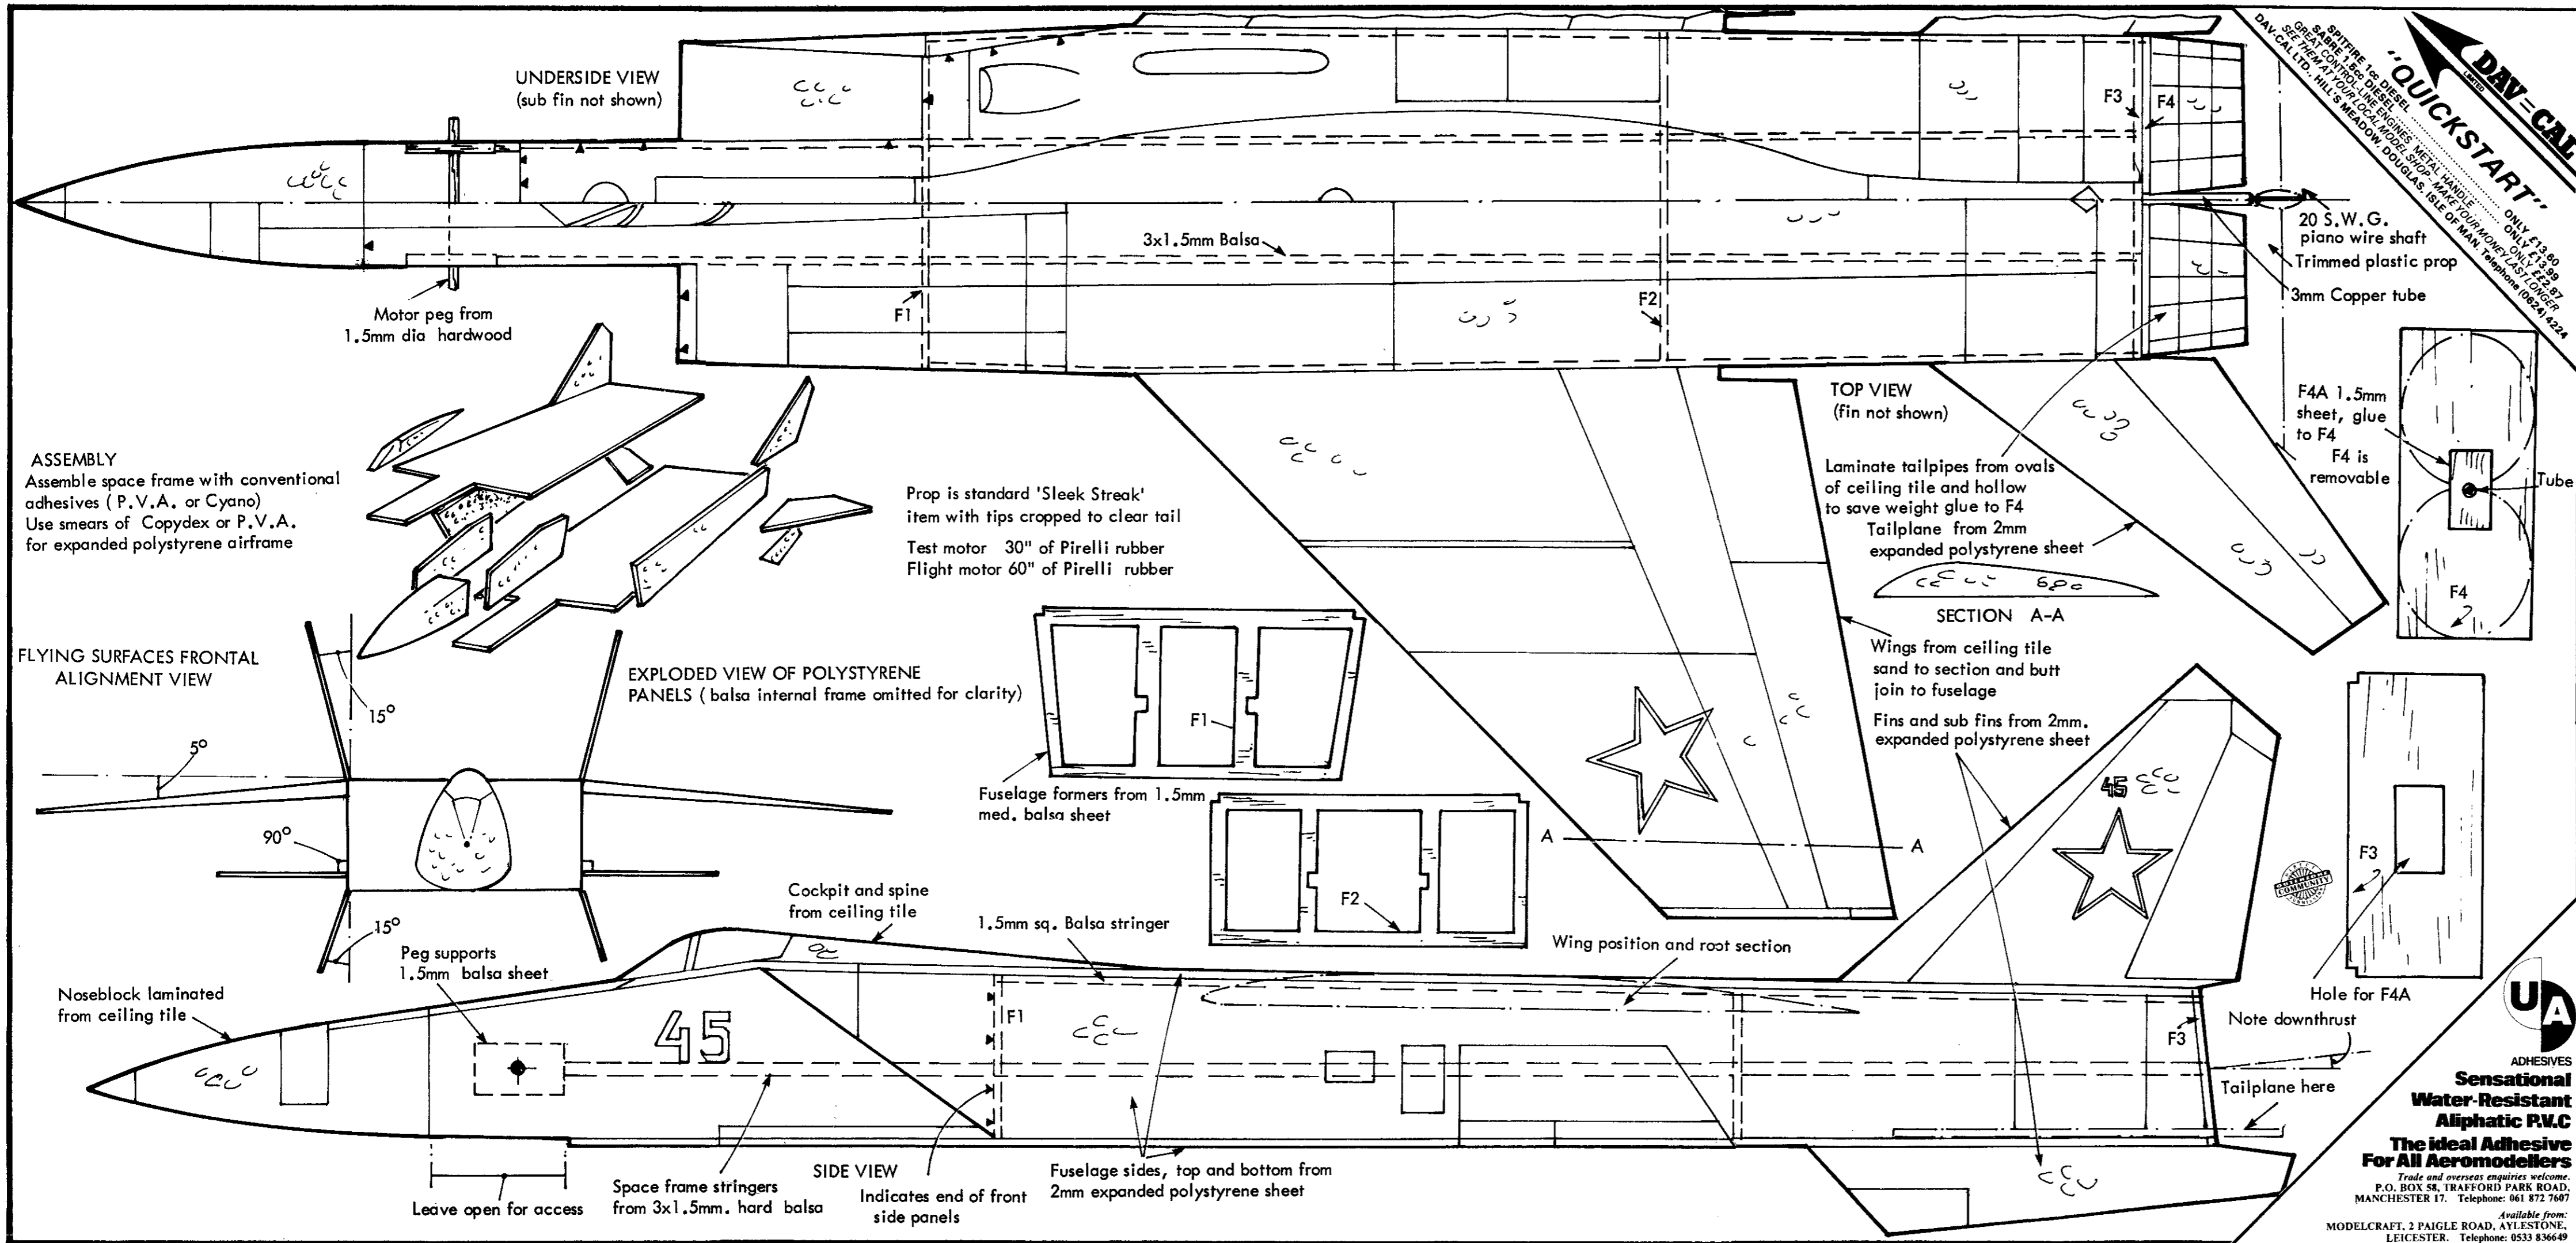 UNDERSIDE VIEW
(sub fin not shown)
F3
F4
DAV=CAL
LIMITED
"QUICKSTART"
SPITFIRE 1cc DIESEL ONLY £13.60
SABRE 1.5cc DIESEL ONLY £13.99
GREAT CONTROL-LINE ENGINES METAL HANDLE ONLY £2.87
SEE THEM AT YOUR LOCAL MODEL SHOP - MAKE YOUR MONEY LAST LONGER
DAV-CAL LTD., HILL'S MEADOW, DOUGLAS, ISLE OF MAN. Telephone (0624) 4224
20 S.W.G.
piano wire shaft
Trimmed plastic prop
3mm Copper tube
3x1.5mm Balsa
F1
F2
Motor peg from
1.5mm dia hardwood
TOP VIEW
(fin not shown)
F4A 1.5mm
sheet, glue
to F4
F4 is
removable
Tube
F4
ASSEMBLY
Assemble space frame with conventional
adhesives ( P.V.A. or Cyano)
Use smears of Copydex or P.V.A.
for expanded polystyrene airframe
Prop is standard 'Sleek Streak'
item with tips cropped to clear tail
Test motor 30" of Pirelli rubber
Flight motor 60" of Pirelli rubber
Laminate tailpipes from ovals
of ceiling tile and hollow
to save weight glue to F4
Tailplane from 2mm
expanded polystyrene sheet
SECTION A-A
Wings from ceiling tile
sand to section and butt
join to fuselage
Fins and sub fins from 2mm.
expanded polystyrene sheet
FLYING SURFACES FRONTAL
ALIGNMENT VIEW
15°
5°
90°
15°
EXPLODED VIEW OF POLYSTYRENE
PANELS ( balsa internal frame omitted for clarity)
F1
Fuselage formers from 1.5mm
med. balsa sheet
F2
A
A
45
F3
Hole for F4A
Cockpit and spine
from ceiling tile
1.5mm sq. Balsa stringer
Wing position and root section
Peg supports
1.5mm balsa sheet
Noseblock laminated
from ceiling tile
45
F1
F3
Note downthrust
Tailplane here
Leave open for access
Space frame stringers
from 3x1.5mm. hard balsa
SIDE VIEW
Indicates end of front
side panels
Fuselage sides, top and bottom from
2mm expanded polystyrene sheet
UA
ADHESIVES
Sensational
Water-Resistant
Aliphatic P.V.C
The ideal Adhesive
For All Aeromodellers
Trade and overseas enquiries welcome.
P.O. BOX 58, TRAFFORD PARK ROAD,
MANCHESTER 17. Telephone: 061 872 7607
Available from:
MODELCRAFT, 2 PAIGLE ROAD, AYLESTONE,
LEICESTER. Telephone: 0533 836649